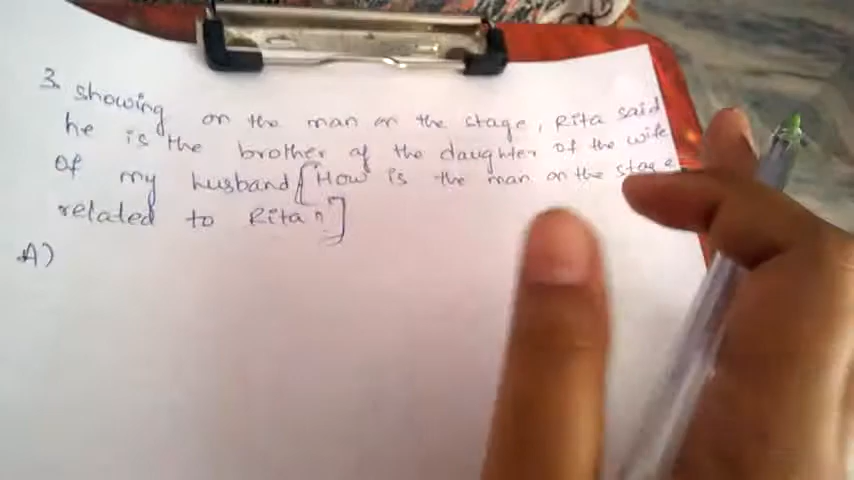 3. showing on the man on the stage, Rita said
he is the brother of the daughter of the wife
of my husband [How is the man on the stage
related to Rita ?]
A)